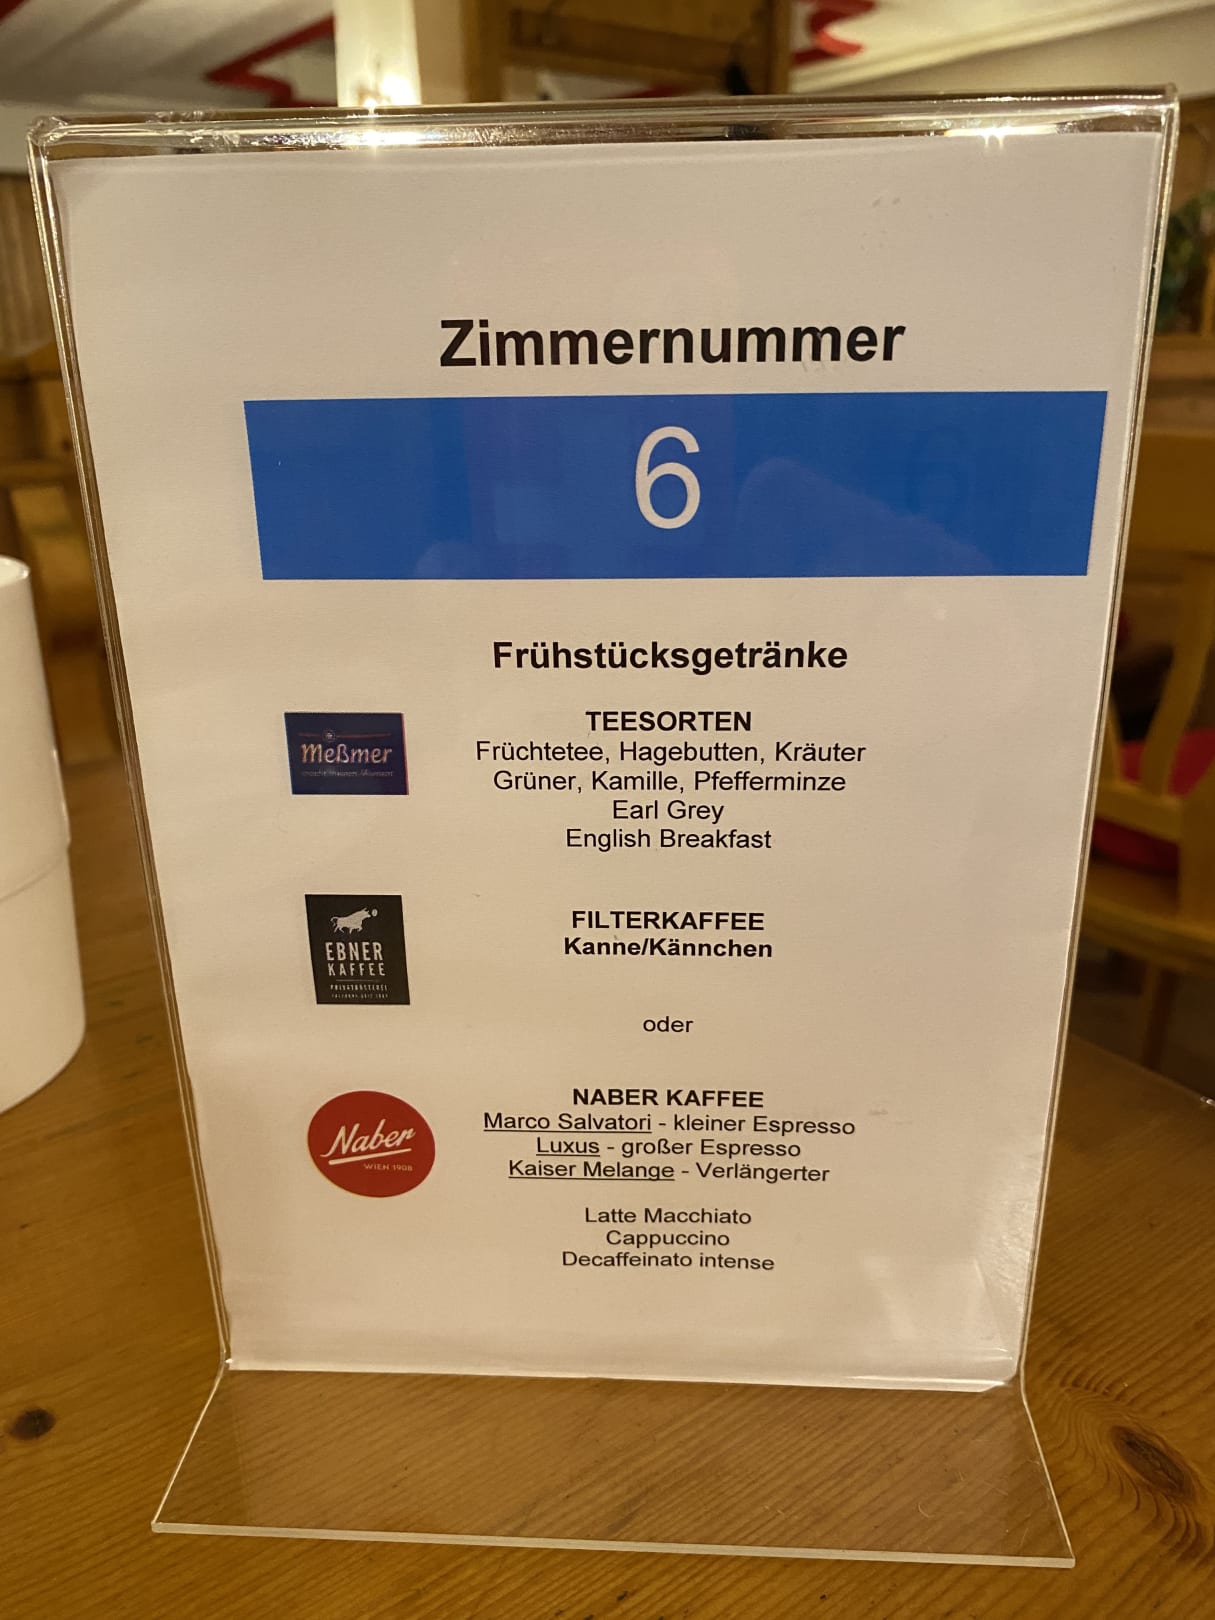 Zimmernummer
6
Frühstücksgetränke
Meßmer
TEESORTEN
Früchtetee, Hagebutten, Kräuter
Grüner, Kamille, Pfefferminze
Earl Grey
English Breakfast
EBNER
KAFFEE
PRIVATRÖSTEREI
FILTERKAFFEE
Kanne/Kännchen
oder
Naber
WIEN 1908
NABER KAFFEE
Marco Salvatori - kleiner Espresso
Luxus - großer Espresso
Kaiser Melange - Verlängerter
Latte Macchiato
Cappuccino
Decaffeinato intense